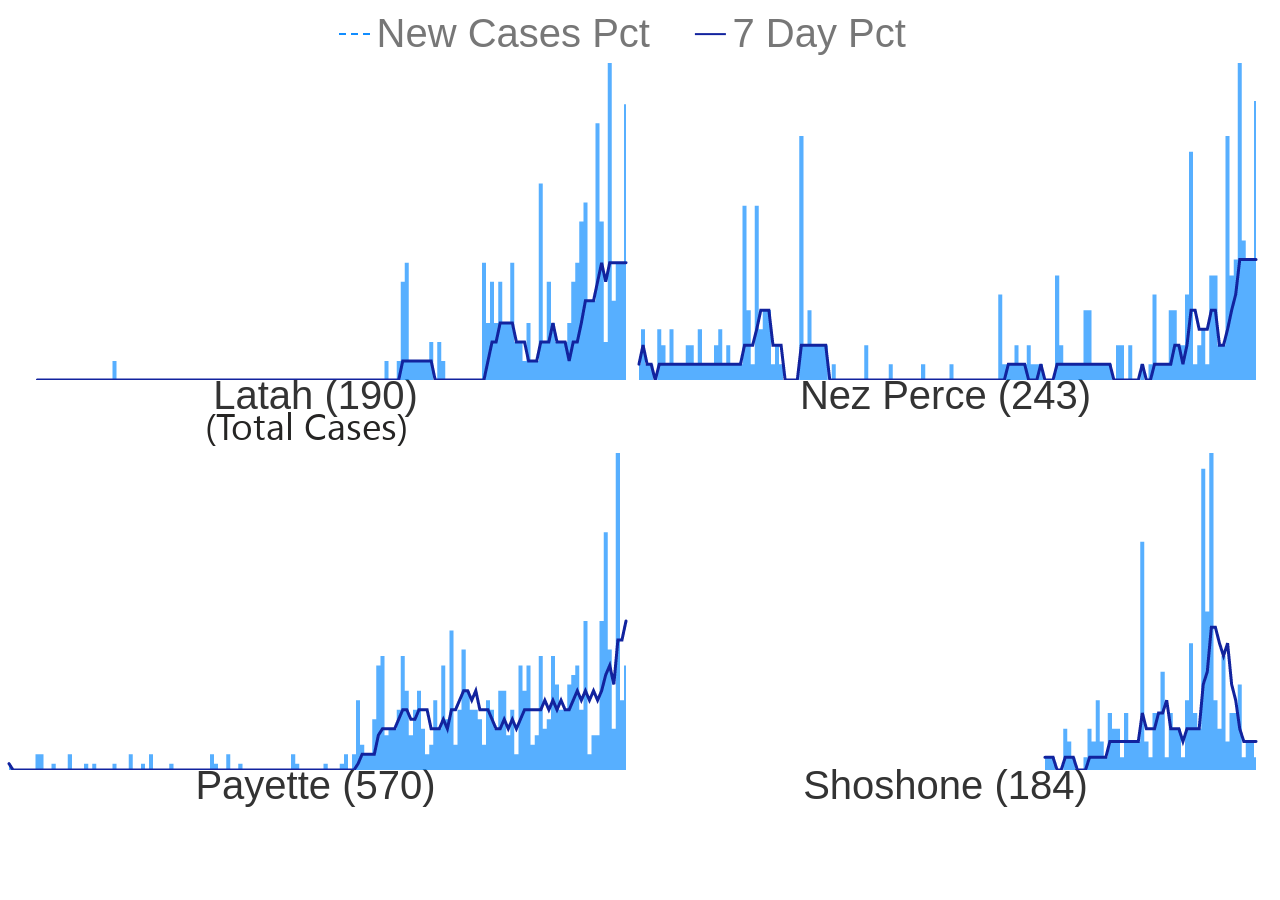 New Cases Pct 7 Day Pct
Latah (190)
(Total Cases)
Nez Perce (243)
Payette (570)
Shoshone (184)